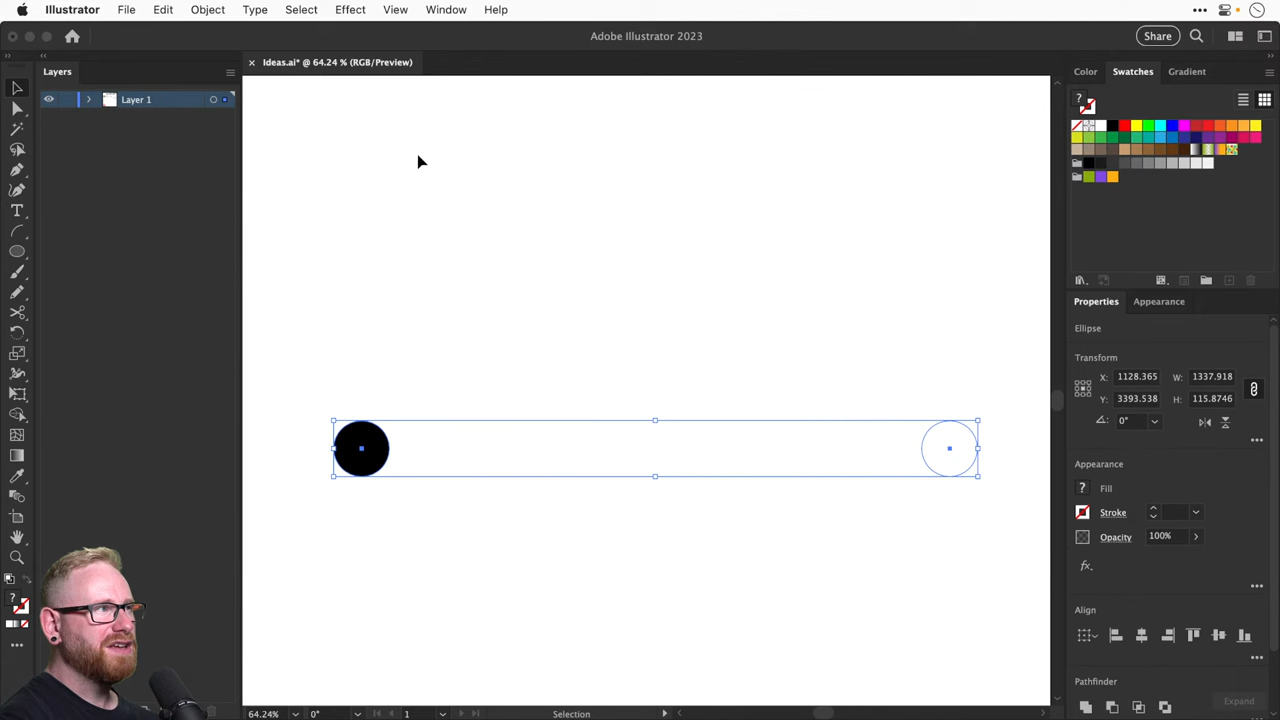 Illustrator File Edit Object Type Select Effect View Window Help
Adobe Illustrator 2023
Share
Layers
Ideas.ai* @ 64.24 % (RGB/Preview)
Color Swatches Gradient
Layer 1
?
Properties Appearance
Ellipse
Transform
X: 1128.365 W: 1337.918
Y: 3393.538 H: 115.8746
0°
Appearance
? Fill
Stroke
Opacity 100%
fx.
Align
Pathfinder
Expand
?
64.24% 0° 1 Selection